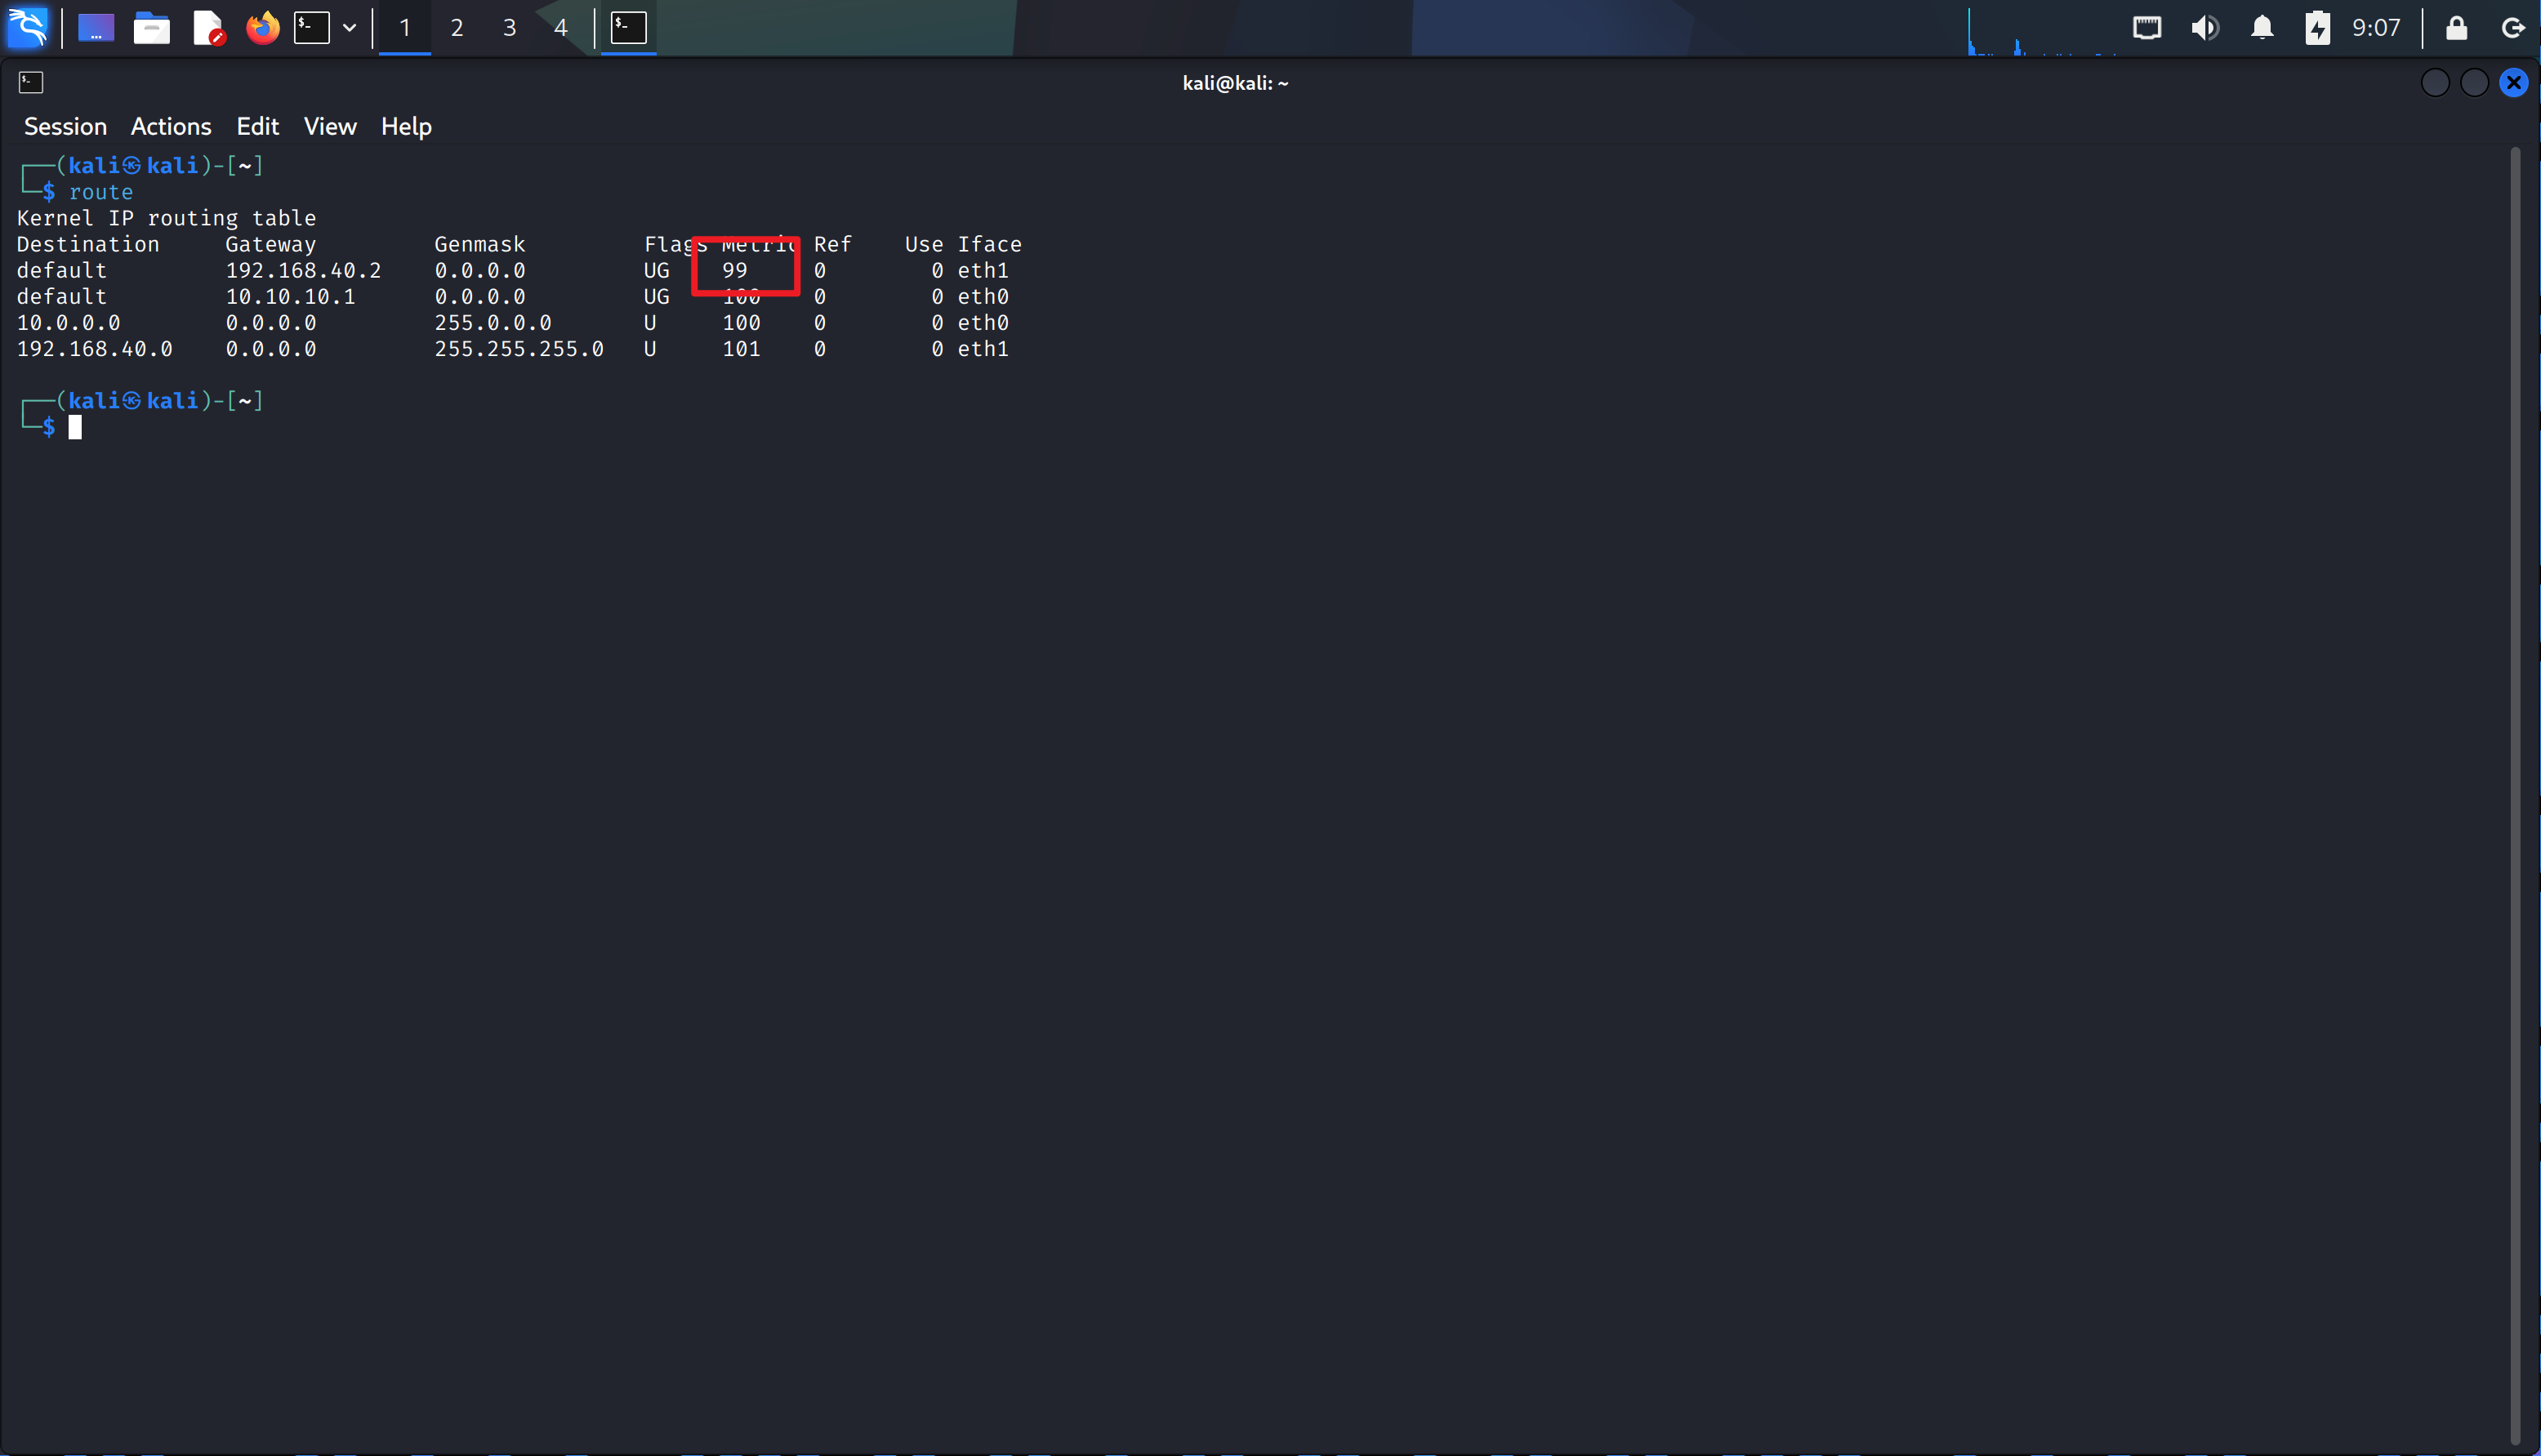 1 2 3 4 9:07
kali@kali: ~
Session Actions Edit View Help
┌──(kali㉿kali)-[~]
└─$ route
Kernel IP routing table
Destination Gateway Genmask Flags Metric Ref Use Iface
default 192.168.40.2 0.0.0.0 UG 99 0 0 eth1
default 10.10.10.1 0.0.0.0 UG 100 0 0 eth0
10.0.0.0 0.0.0.0 255.0.0.0 U 100 0 0 eth0
192.168.40.0 0.0.0.0 255.255.255.0 U 101 0 0 eth1
┌──(kali㉿kali)-[~]
└─$